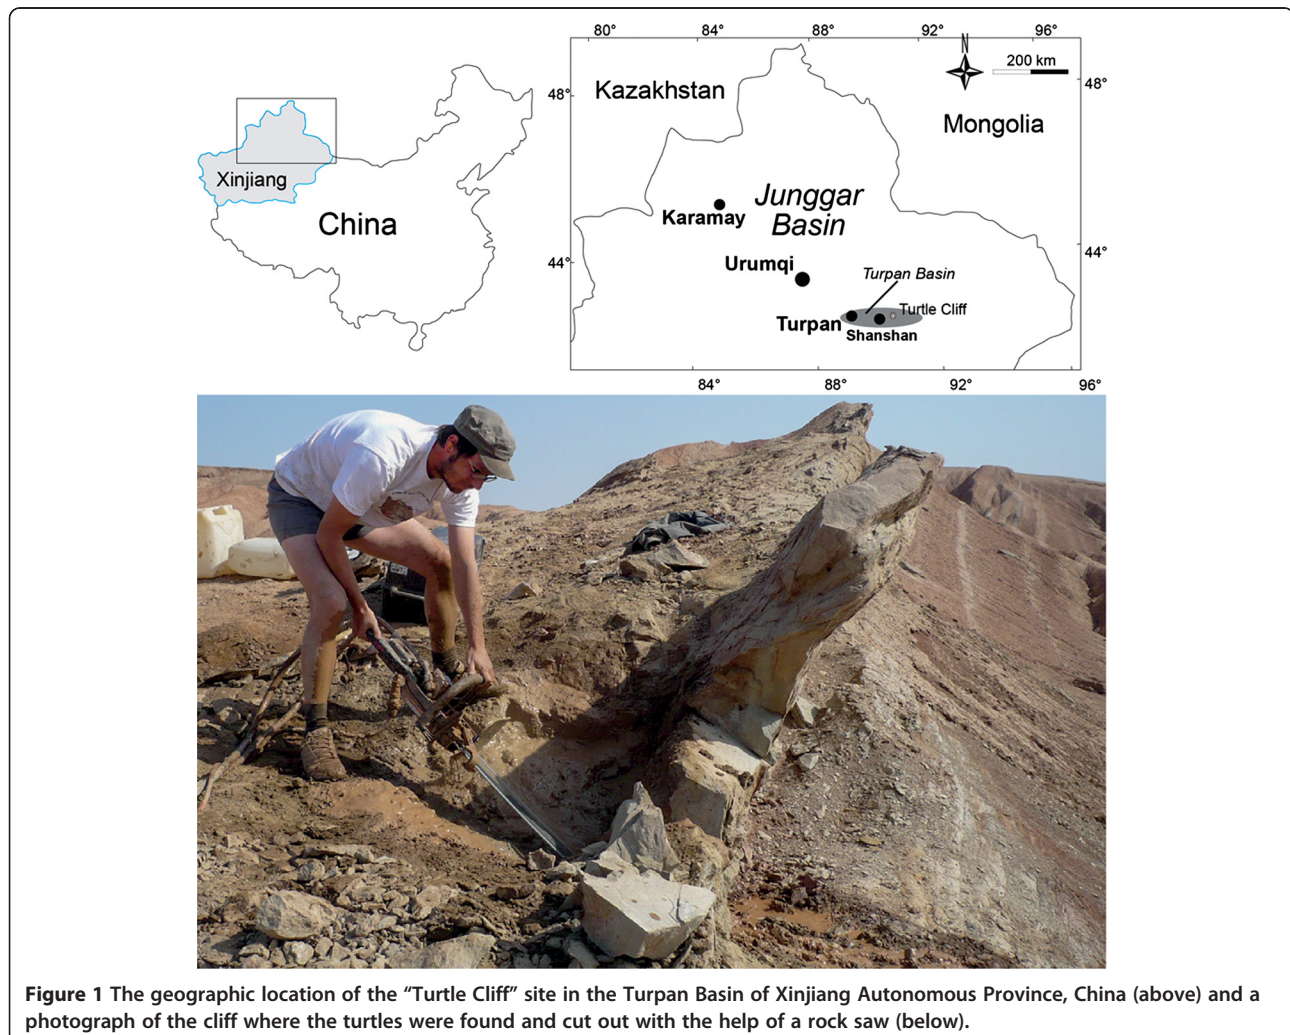 80° 84° 88° 92° 96°
N
200 km
48° 48°
Kazakhstan
Mongolia
Xinjiang
China
Junggar
Basin
Karamay
44° 44°
Urumqi
Turpan Basin
Turtle Cliff
Turpan
Shanshan
84° 88° 92° 96°
Figure 1 The geographic location of the “Turtle Cliff” site in the Turpan Basin of Xinjiang Autonomous Province, China (above) and a
photograph of the cliff where the turtles were found and cut out with the help of a rock saw (below).